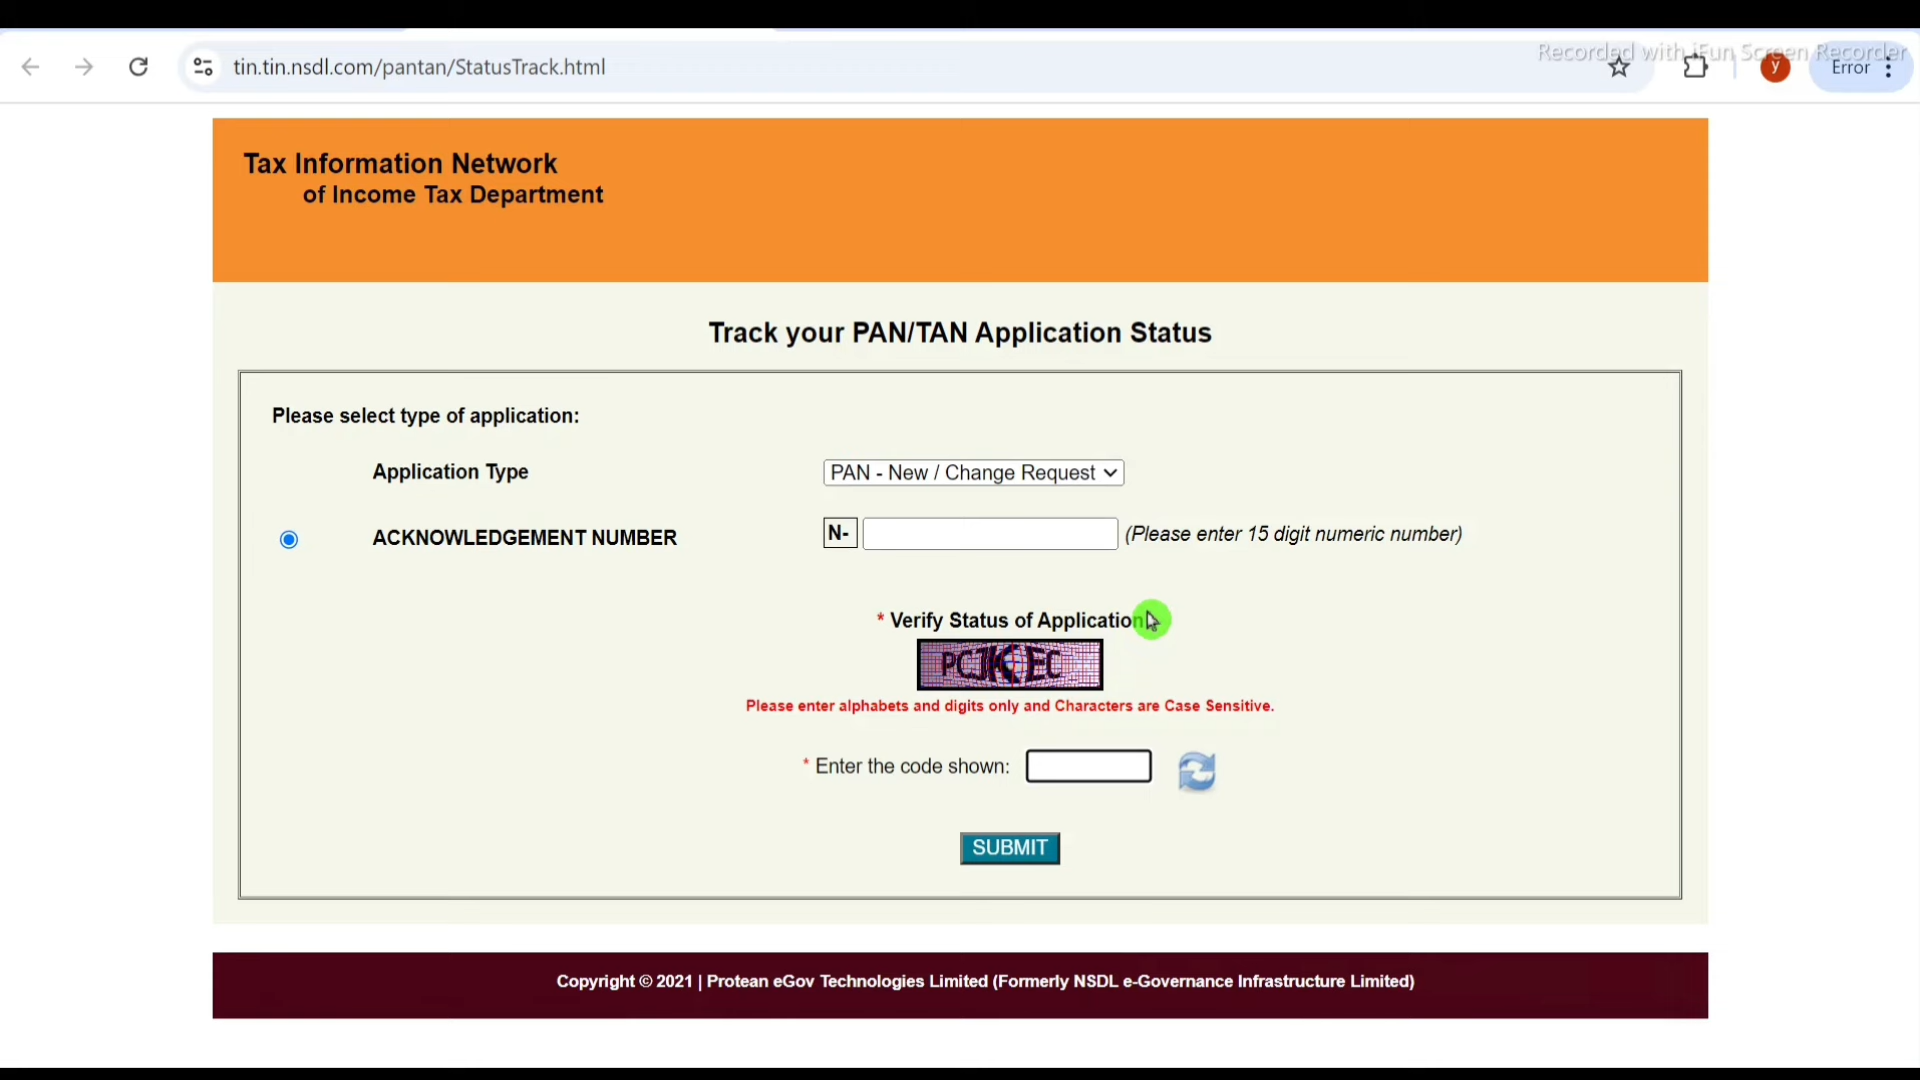 Recorded with iFun Screen Recorder
tin.tin.nsdl.com/pantan/StatusTrack.html
y
Error
Tax Information Network
of Income Tax Department
Track your PAN/TAN Application Status
Please select type of application:
Application Type
PAN - New / Change Request
ACKNOWLEDGEMENT NUMBER
N-
(Please enter 15 digit numeric number)
* Verify Status of Application
Please enter alphabets and digits only and Characters are Case Sensitive.
* Enter the code shown:
SUBMIT
Copyright © 2021 | Protean eGov Technologies Limited (Formerly NSDL e-Governance Infrastructure Limited)